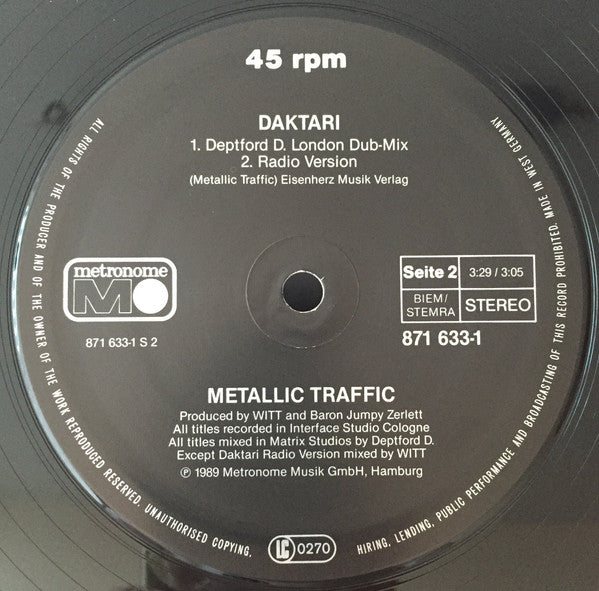 45 rpm
DAKTARI
1. Deptford D. London Dub-Mix
2. Radio Version
(Metallic Traffic) Eisenherz Musik Verlag
metronome
MO
871 633-1 S 2
Seite 2
3:29 / 3:05
BIEM/
STEMRA
STEREO
871 633-1
METALLIC TRAFFIC
Produced by WITT and Baron Jumpy Zerlett
All titles recorded in Interface Studio Cologne
All titles mixed in Matrix Studios by Deptford D.
Except Daktari Radio Version mixed by WITT
℗ 1989 Metronome Musik GmbH, Hamburg
ALL RIGHTS OF THE PRODUCER AND OF THE OWNER OF THE WORK REPRODUCED RESERVED. UNAUTHORISED COPYING, HIRING, LENDING, PUBLIC PERFORMANCE AND BROADCASTING OF THIS RECORD PROHIBITED. MADE IN WEST GERMANY
LC 0270